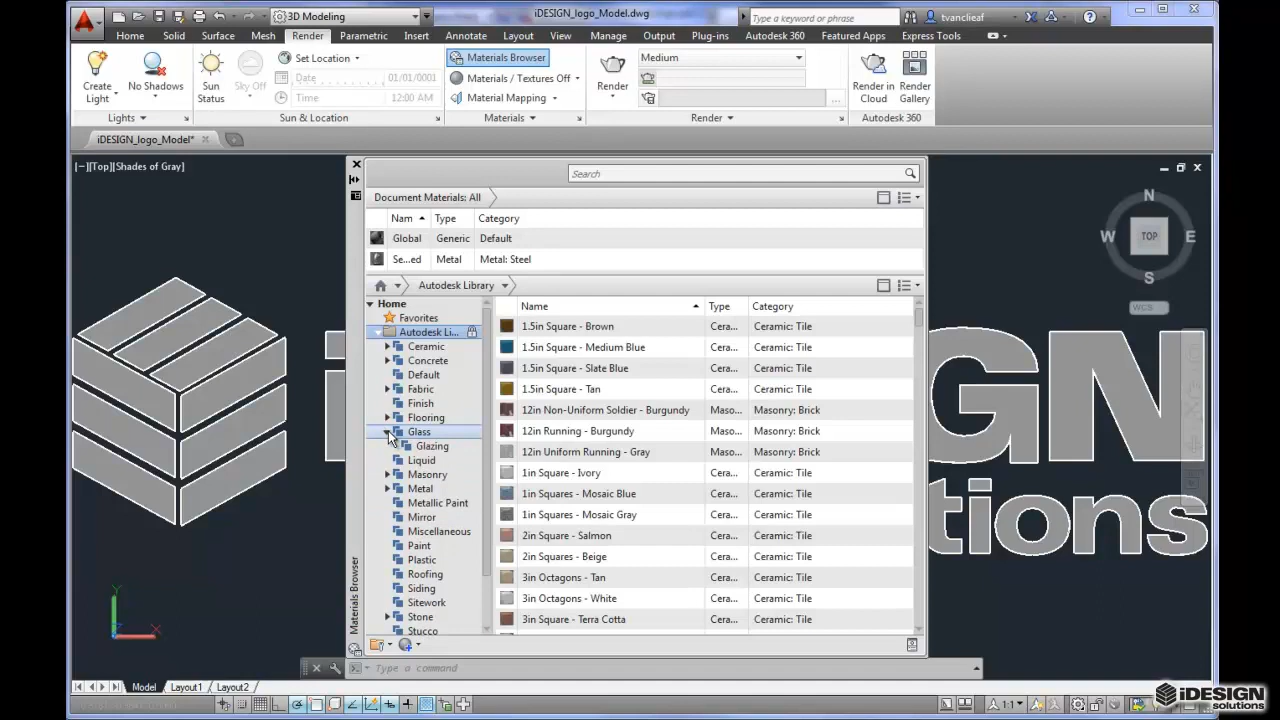 3D Modeling
iDESIGN_logo_Model.dwg
Type a keyword or phrase
tvanclieaf
Home Solid Surface Mesh Render Parametric Insert Annotate Layout View Manage Output Plug-ins Autodesk 360 Featured Apps Express Tools
Create Light
No Shadows
Sun Status
Sky Off
Set Location
Date 01/01/0001
Time 12:00 AM
Materials Browser
Materials / Textures Off
Material Mapping
Render
Medium
Render in Cloud
Render Gallery
Lights
Sun & Location
Materials
Render
Autodesk 360
iDESIGN_logo_Model*
[−][Top][Shades of Gray]
Search
Document Materials: All
Nam Type Category
Global Generic Default
Se...ed Metal Metal: Steel
Autodesk Library
Home
Favorites
Autodesk Li...
Ceramic
Concrete
Default
Fabric
Finish
Flooring
Glass
Glazing
Liquid
Masonry
Metal
Metallic Paint
Mirror
Miscellaneous
Paint
Plastic
Roofing
Siding
Sitework
Stone
Stucco
Name Type Category
1.5in Square - Brown Cera... Ceramic: Tile
1.5in Square - Medium Blue Cera... Ceramic: Tile
1.5in Square - Slate Blue Cera... Ceramic: Tile
1.5in Square - Tan Cera... Ceramic: Tile
12in Non-Uniform Soldier - Burgundy Maso... Masonry: Brick
12in Running - Burgundy Maso... Masonry: Brick
12in Uniform Running - Gray Maso... Masonry: Brick
1in Square - Ivory Cera... Ceramic: Tile
1in Squares - Mosaic Blue Cera... Ceramic: Tile
1in Squares - Mosaic Gray Cera... Ceramic: Tile
2in Square - Salmon Cera... Ceramic: Tile
2in Squares - Beige Cera... Ceramic: Tile
3in Octagons - Tan Cera... Ceramic: Tile
3in Octagons - White Cera... Ceramic: Tile
3in Square - Terra Cotta Cera... Ceramic: Tile
Materials Browser
N
W TOP E
S
WCS
i GN
tions
Y
X
Type a command
Model Layout1 Layout2
1:1
iDESIGN
solutions